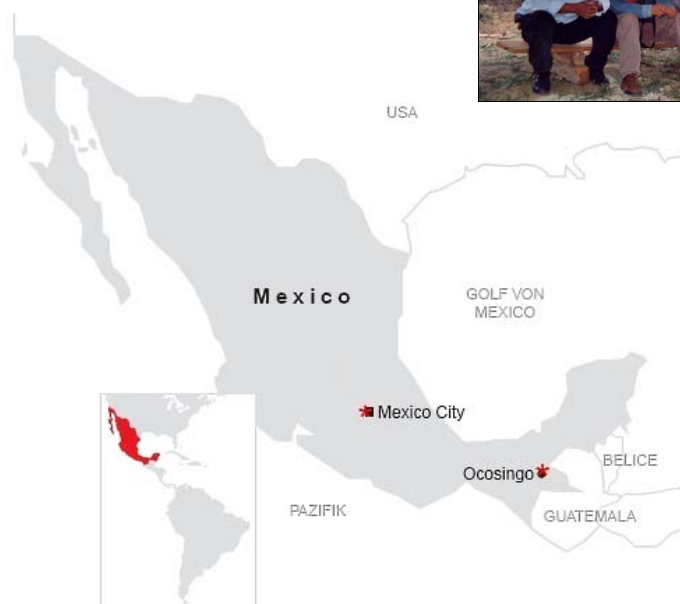 USA
Mexico
GOLF VON
MEXICO
Mexico City
Ocosingo
BELICE
PAZIFIK
GUATEMALA